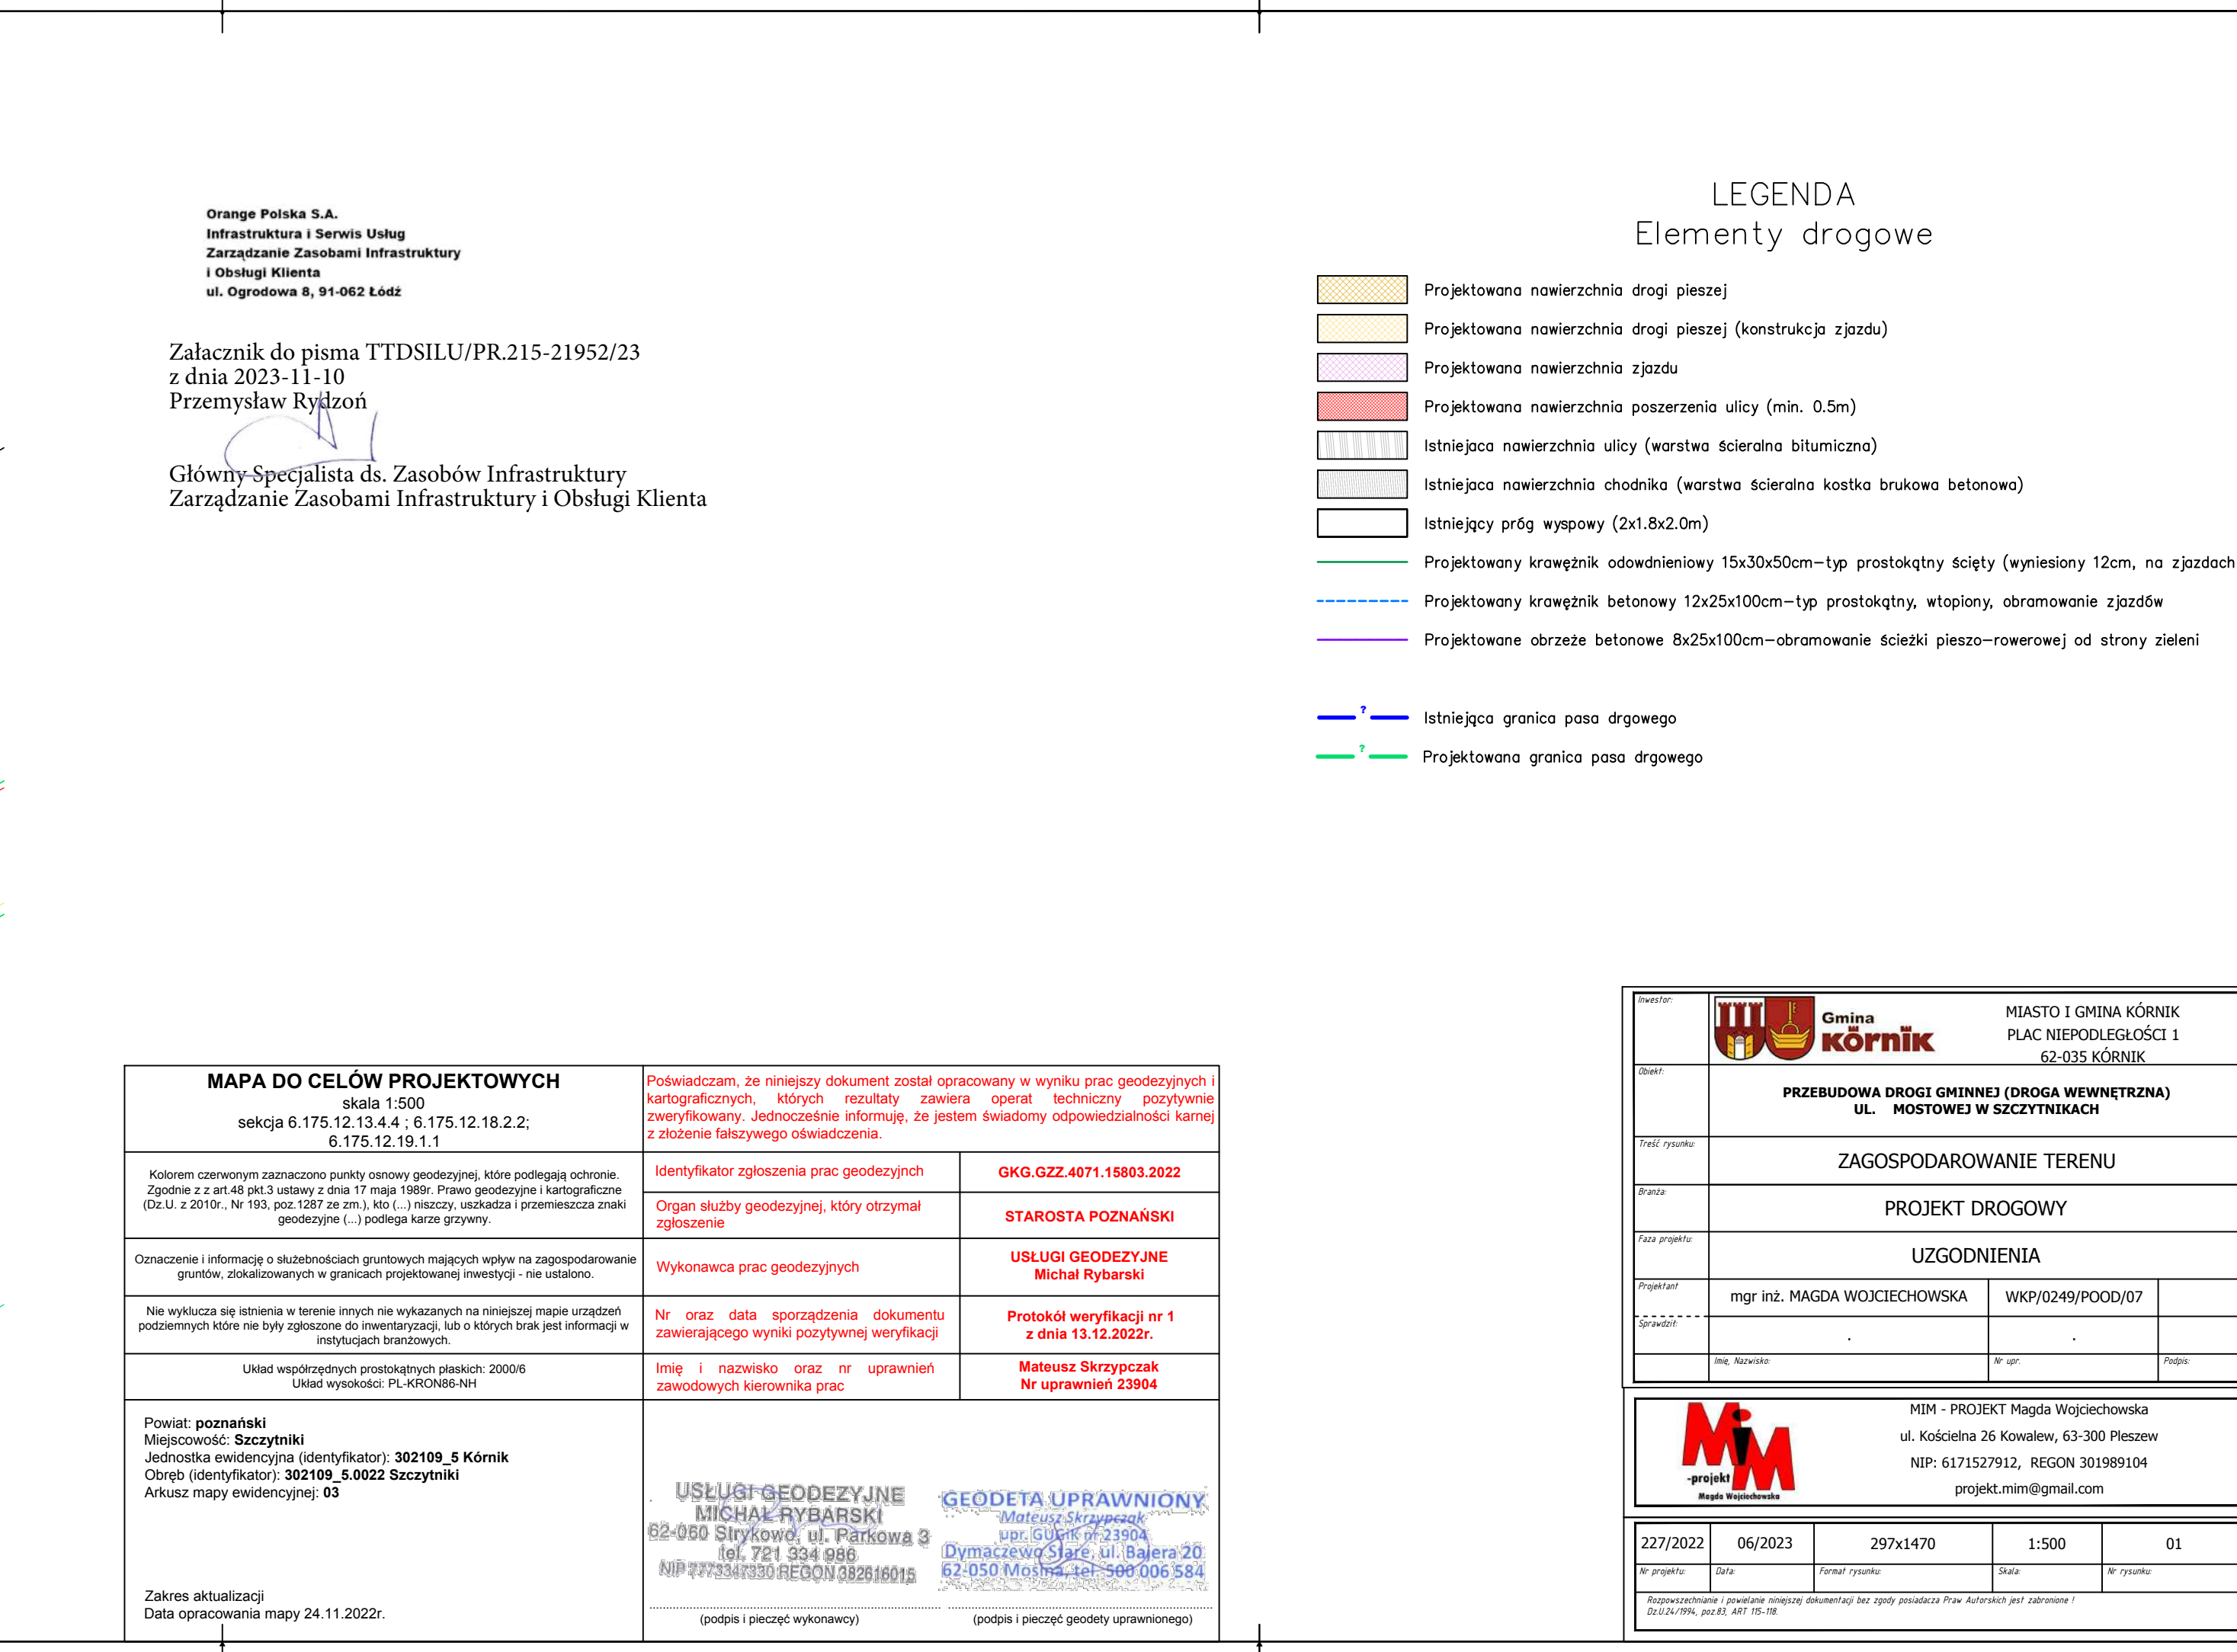 Orange Polska S.A.
Infrastruktura i Serwis Usług
Zarządzanie Zasobami Infrastruktury
i Obsługi Klienta
ul. Ogrodowa 8, 91-062 Łódź
Załacznik do pisma TTDSILU/PR.215-21952/23
z dnia 2023-11-10
Przemysław Rydzoń
Główny Specjalista ds. Zasobów Infrastruktury
Zarządzanie Zasobami Infrastruktury i Obsługi Klienta
LEGENDA
Elementy drogowe
Projektowana nawierzchnia drogi pieszej
Projektowana nawierzchnia drogi pieszej (konstrukcja zjazdu)
Projektowana nawierzchnia zjazdu
Projektowana nawierzchnia poszerzenia ulicy (min. 0.5m)
Istniejaca nawierzchnia ulicy (warstwa ścieralna bitumiczna)
Istniejaca nawierzchnia chodnika (warstwa ścieralna kostka brukowa betonowa)
Istniejący próg wyspowy (2x1.8x2.0m)
Projektowany krawężnik odowdnieniowy 15x30x50cm–typ prostokątny ścięty (wyniesiony 12cm, na zjazdach
Projektowany krawężnik betonowy 12x25x100cm–typ prostokątny, wtopiony, obramowanie zjazdów
Projektowane obrzeże betonowe 8x25x100cm–obramowanie ścieżki pieszo–rowerowej od strony zieleni
? Istniejąca granica pasa drgowego
? Projektowana granica pasa drgowego
MAPA DO CELÓW PROJEKTOWYCH
skala 1:500
sekcja 6.175.12.13.4.4 ; 6.175.12.18.2.2;
6.175.12.19.1.1
Kolorem czerwonym zaznaczono punkty osnowy geodezyjnej, które podlegają ochronie.
Zgodnie z z art.48 pkt.3 ustawy z dnia 17 maja 1989r. Prawo geodezyjne i kartograficzne
(Dz.U. z 2010r., Nr 193, poz.1287 ze zm.), kto (...) niszczy, uszkadza i przemieszcza znaki
geodezyjne (...) podlega karze grzywny.
Oznaczenie i informację o służebnościach gruntowych mających wpływ na zagospodarowanie
gruntów, zlokalizowanych w granicach projektowanej inwestycji - nie ustalono.
Nie wyklucza się istnienia w terenie innych nie wykazanych na niniejszej mapie urządzeń
podziemnych które nie były zgłoszone do inwentaryzacji, lub o których brak jest informacji w
instytucjach branżowych.
Układ współrzędnych prostokątnych płaskich: 2000/6
Układ wysokości: PL-KRON86-NH
Powiat: poznański
Miejscowość: Szczytniki
Jednostka ewidencyjna (identyfikator): 302109_5 Kórnik
Obręb (identyfikator): 302109_5.0022 Szczytniki
Arkusz mapy ewidencyjnej: 03
Zakres aktualizacji
Data opracowania mapy 24.11.2022r.
Poświadczam, że niniejszy dokument został opracowany w wyniku prac geodezyjnych i
kartograficznych, których rezultaty zawiera operat techniczny pozytywnie
zweryfikowany. Jednocześnie informuję, że jestem świadomy odpowiedzialności karnej
z złożenie fałszywego oświadczenia.
Identyfikator zgłoszenia prac geodezyjnch GKG.GZZ.4071.15803.2022
Organ służby geodezyjnej, który otrzymał
zgłoszenie
STAROSTA POZNAŃSKI
Wykonawca prac geodezyjnych
USŁUGI GEODEZYJNE
Michał Rybarski
Nr oraz data sporządzenia dokumentu
zawierającego wyniki pozytywnej weryfikacji
Protokół weryfikacji nr 1
z dnia 13.12.2022r.
Imię i nazwisko oraz nr uprawnień
zawodowych kierownika prac
Mateusz Skrzypczak
Nr uprawnień 23904
USŁUGI GEODEZYJNE
MICHAŁ RYBARSKI
62-060 Strykowo, ul. Parkowa 3
tel. 721 334 986
NIP 7773347330 REGON 382616015
(podpis i pieczęć wykonawcy)
GEODETA UPRAWNIONY
Mateusz Skrzypczak
upr. GUGiK nr 23904
Dymaczewo Stare, ul. Bajera 20
62-050 Mosina, tel. 500 006 584
(podpis i pieczęć geodety uprawnionego)
Inwestor:
Gmina
KÓRNIK
MIASTO I GMINA KÓRNIK
PLAC NIEPODLEGŁOŚCI 1
62-035 KÓRNIK
Obiekt:
PRZEBUDOWA DROGI GMINNEJ (DROGA WEWNĘTRZNA)
UL. MOSTOWEJ W SZCZYTNIKACH
Treść rysunku:
ZAGOSPODAROWANIE TERENU
Branża:
PROJEKT DROGOWY
Faza projektu:
UZGODNIENIA
Projektant
mgr inż. MAGDA WOJCIECHOWSKA WKP/0249/POOD/07
Sprawdził:
. .
Imię, Nazwisko: Nr upr. Podpis:
MiM
-projekt
Magda Wojciechowska
MIM - PROJEKT Magda Wojciechowska
ul. Kościelna 26 Kowalew, 63-300 Pleszew
NIP: 6171527912, REGON 301989104
projekt.mim@gmail.com
227/2022 06/2023 297x1470 1:500 01
Nr projektu: Data: Format rysunku: Skala: Nr rysunku:
Rozpowszechnianie i powielanie niniejszej dokumentacji bez zgody posiadacza Praw Autorskich jest zabronione !
Dz.U.24/1994, poz.83, ART 115-118.